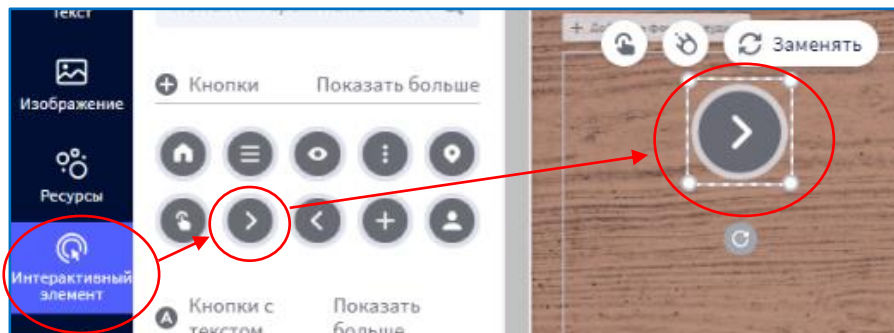 Текст
Изображение
Ресурсы
Интерактивный
элемент
Кнопки Показать больше
Кнопки с Показать
текстом больше
Заменять